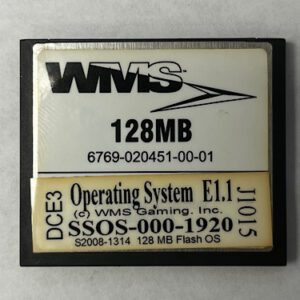 WMS
128MB
6769-020451-00-01
DCE3
Operating System E1.1
(c) WMS Gaming. Inc.
SSOS-000-1920
S2008-1314 128 MB Flash OS
J1015